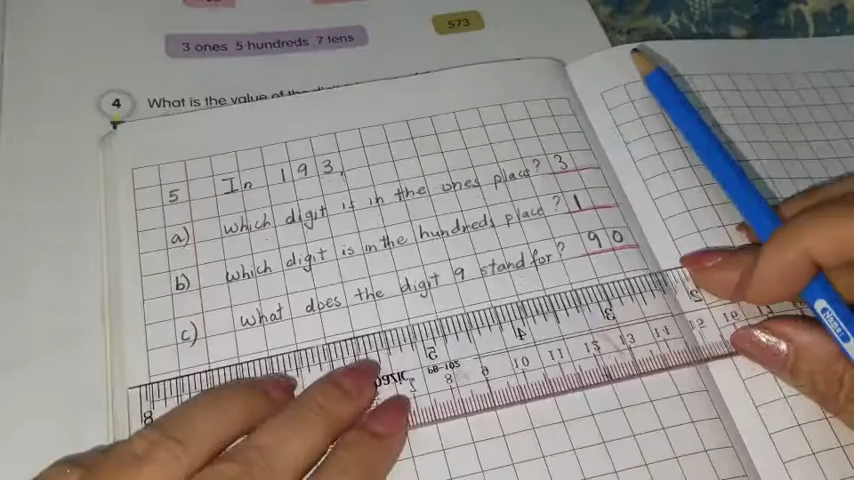 3 ones 5 hundreds 7 tens
573
4 What is the value of the
5 In 193,
a) which digit is in the ones place? 3
b) which digit is in the hundreds place? 1
c) what does the digit 9 stand for? 90